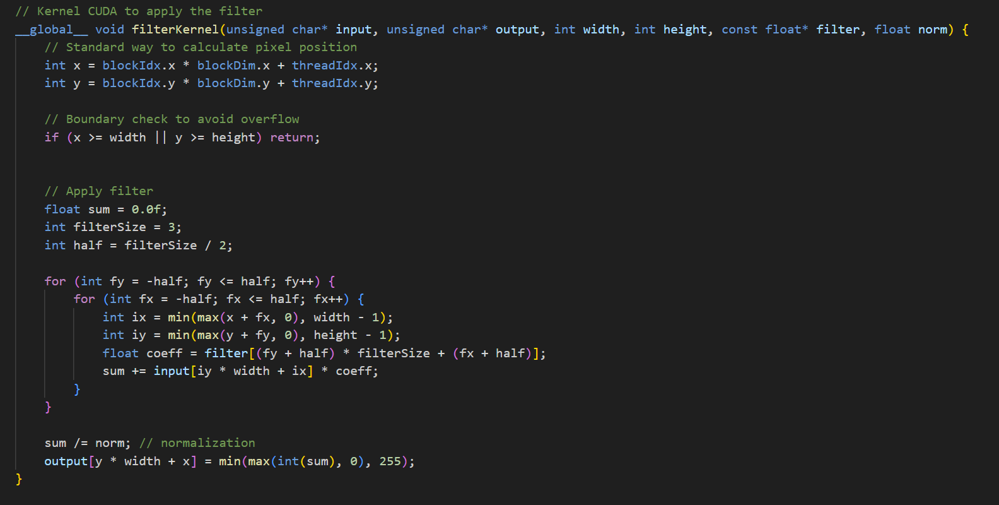 // Kernel CUDA to apply the filter
__global__ void filterKernel(unsigned char* input, unsigned char* output, int width, int height, const float* filter, float norm) {
    // Standard way to calculate pixel position
    int x = blockIdx.x * blockDim.x + threadIdx.x;
    int y = blockIdx.y * blockDim.y + threadIdx.y;

    // Boundary check to avoid overflow
    if (x >= width || y >= height) return;


    // Apply filter
    float sum = 0.0f;
    int filterSize = 3;
    int half = filterSize / 2;

    for (int fy = -half; fy <= half; fy++) {
        for (int fx = -half; fx <= half; fx++) {
            int ix = min(max(x + fx, 0), width - 1);
            int iy = min(max(y + fy, 0), height - 1);
            float coeff = filter[(fy + half) * filterSize + (fx + half)];
            sum += input[iy * width + ix] * coeff;
        }
    }

    sum /= norm; // normalization
    output[y * width + x] = min(max(int(sum), 0), 255);
}